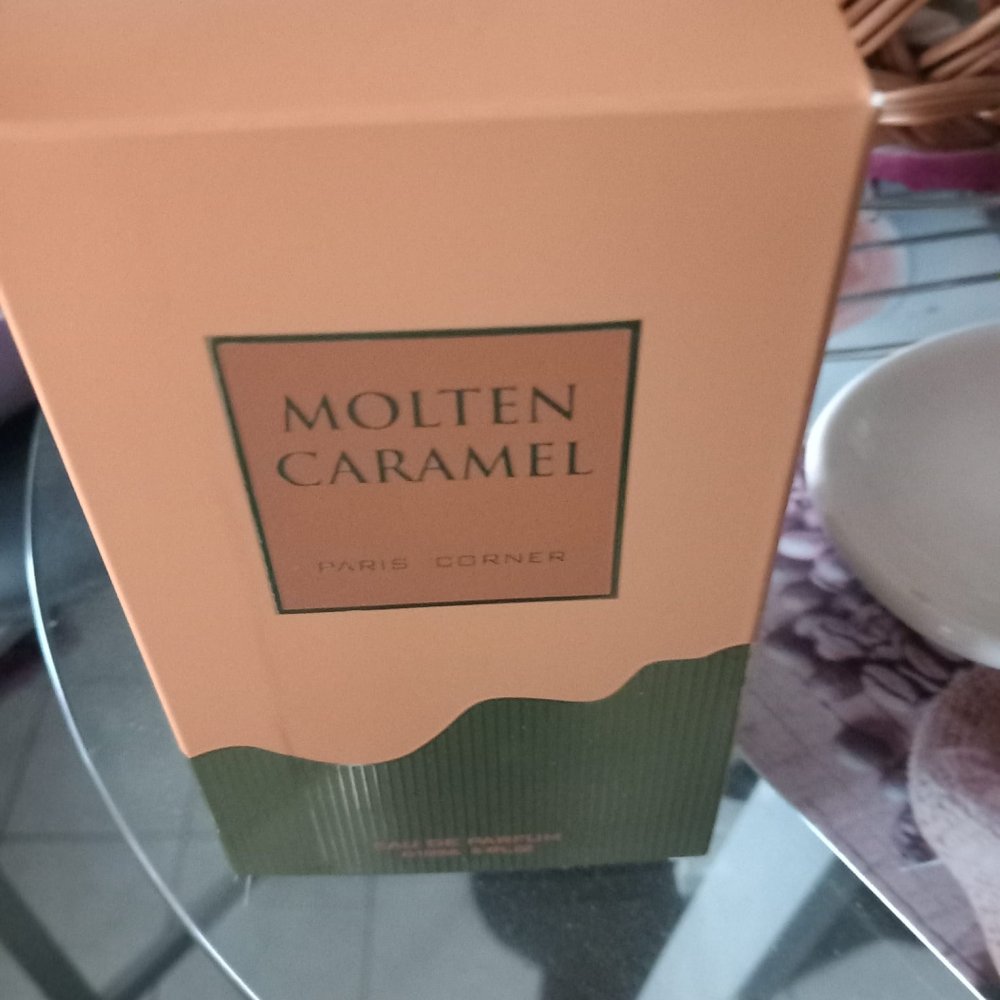 MOLTEN
CARAMEL
PARIS CORNER
EAU DE PARFUM